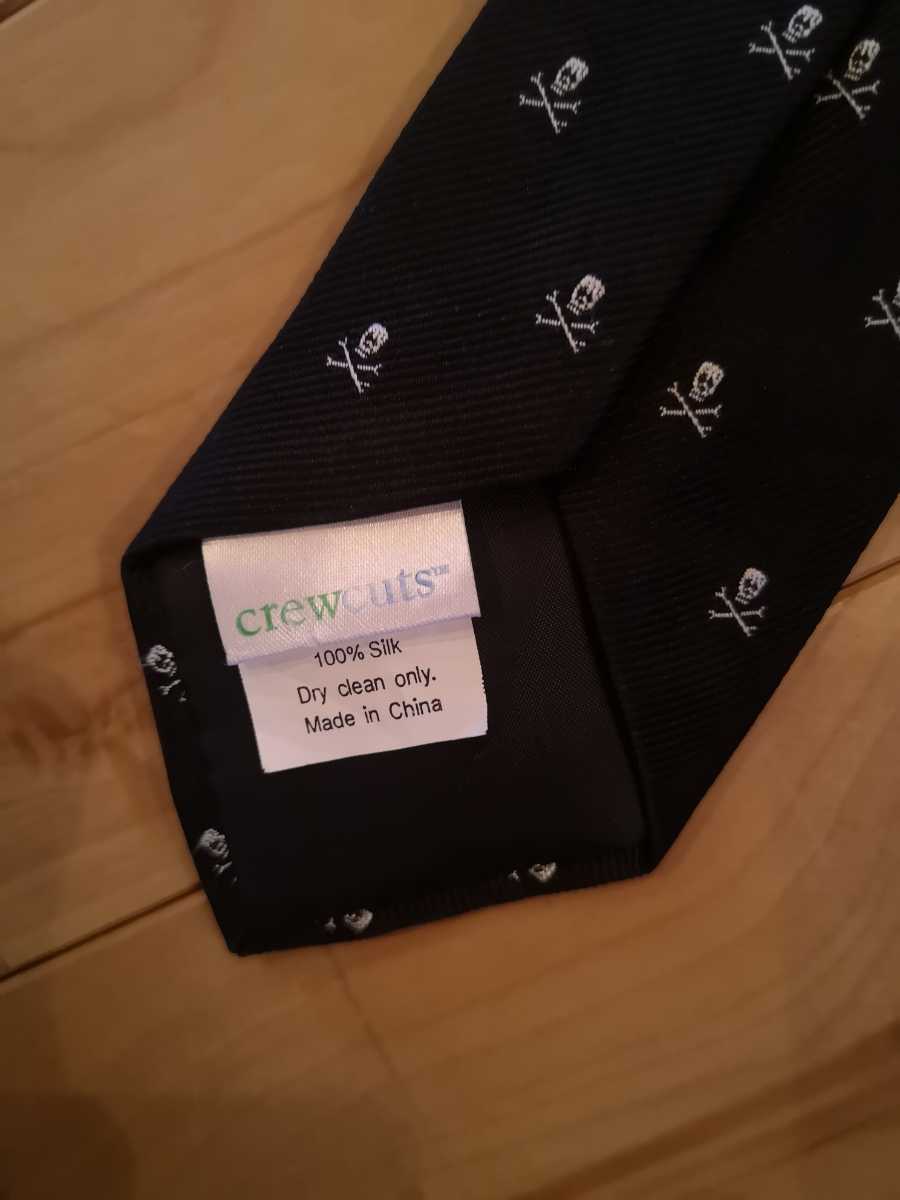 crewcuts™
100% Silk
Dry clean only.
Made in China